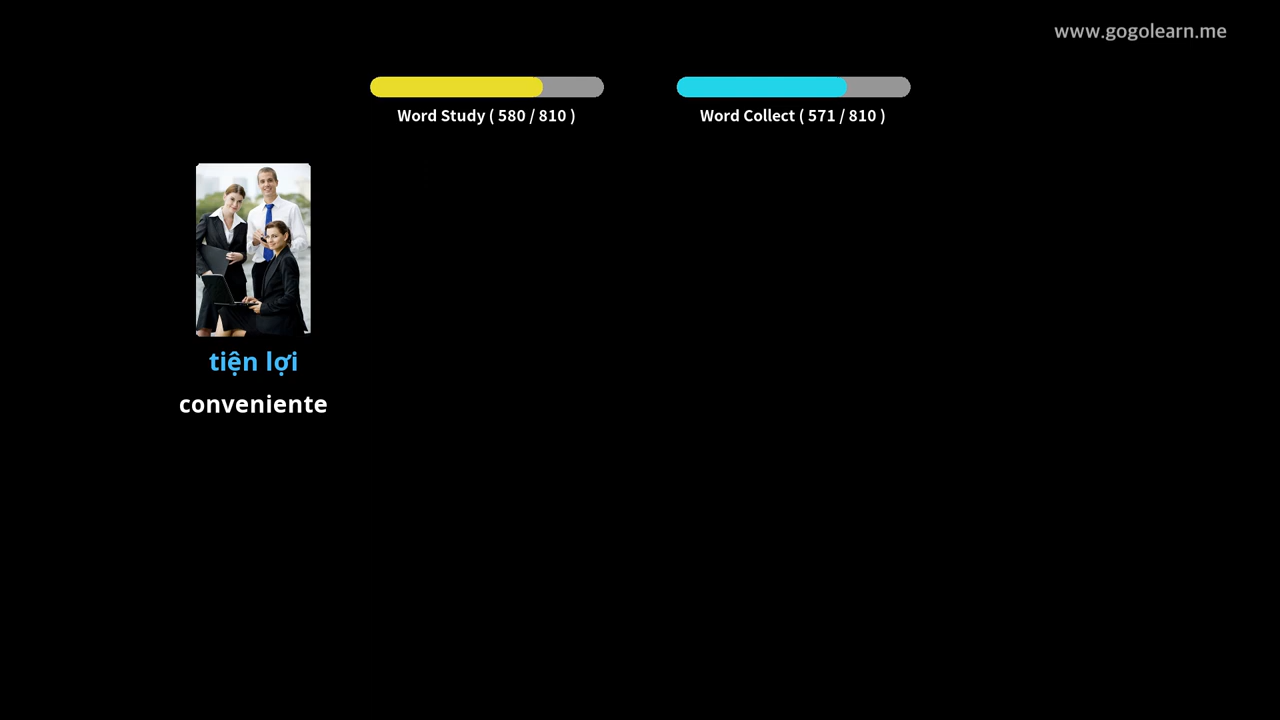 www.gogolearn.me
Word Study ( 580 / 810 )
Word Collect ( 571 / 810 )
tiện lợi
conveniente